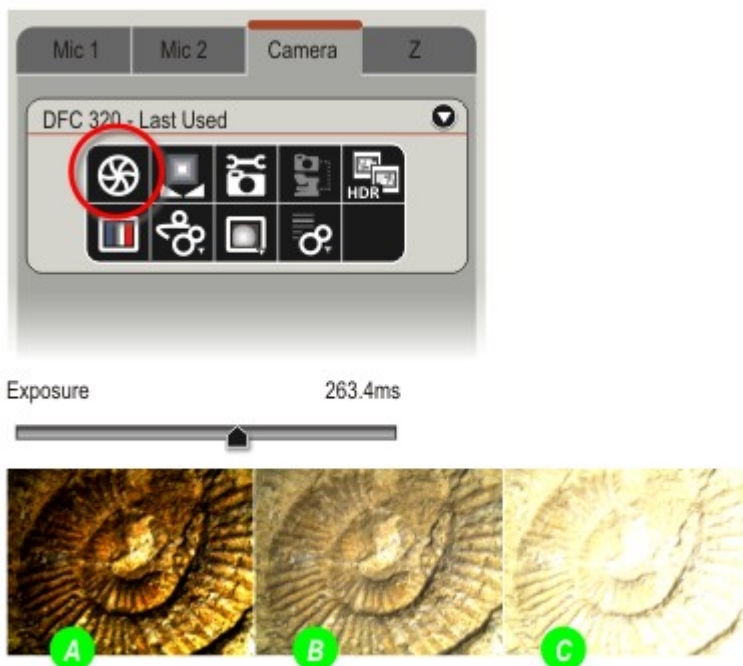 Mic 1 Mic 2 Camera Z
DFC 320 - Last Used
HDR
Exposure 263.4ms
A B C